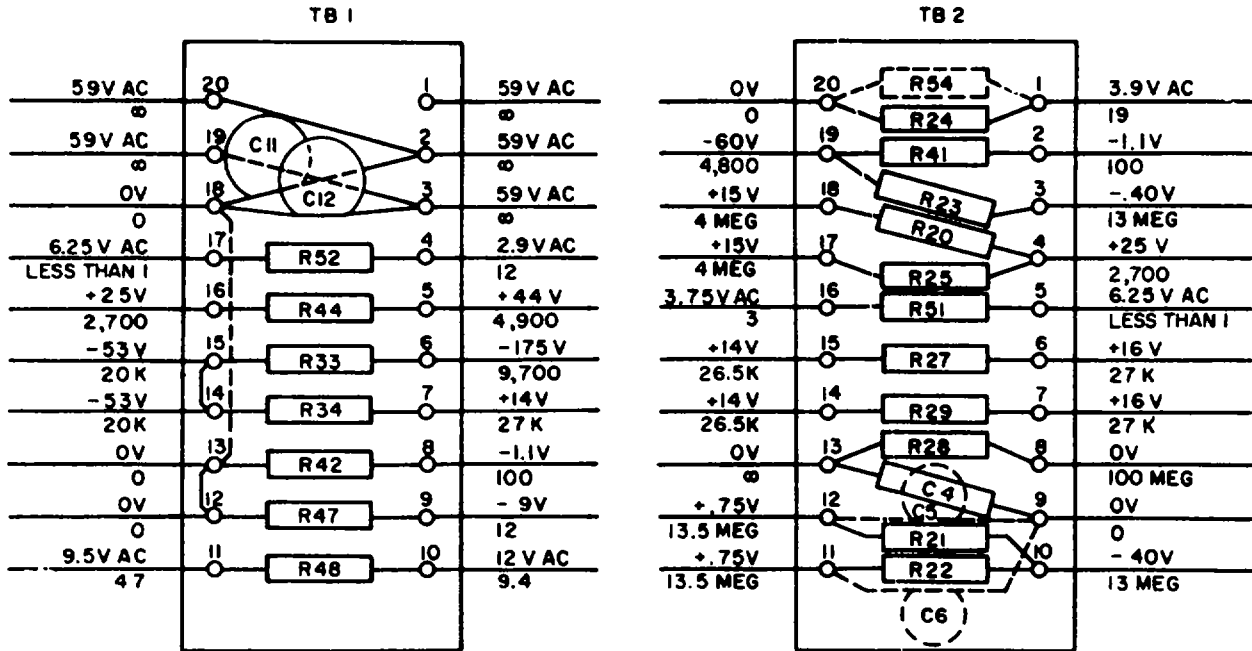 TB 1
59V AC 20 1 59V AC
∞ ∞
59V AC 19 C11 2 59V AC
∞ ∞
0V 18 C12 3 59V AC
0 ∞
6.25V AC 17 R52 4 2.9V AC
LESS THAN 1 12
+25V 16 R44 5 +44V
2,700 4,900
-53V 15 R33 6 -175V
20K 9,700
-53V 14 R34 7 +14V
20K 27K
0V 13 R42 8 -1.1V
0 100
0V 12 R47 9 -9V
0 12
9.5V AC 11 R48 10 12V AC
47 9.4
TB 2
0V 20 R54 1 3.9V AC
0 R24 19
-60V 19 R41 2 -1.1V
4,800 100
+15V 18 R23 3 -.40V
4 MEG R20 13 MEG
+15V 17 4 +25V
4 MEG R25 2,700
3.75V AC 16 R51 5 6.25V AC
3 LESS THAN 1
+14V 15 R27 6 +16V
26.5K 27K
+14V 14 R29 7 +16V
26.5K 27K
0V 13 R28 8 0V
∞ C4 100 MEG
+.75V 12 C5 9 0V
13.5 MEG R21 0
+.75V 11 R22 10 -40V
13.5 MEG 13 MEG
C6